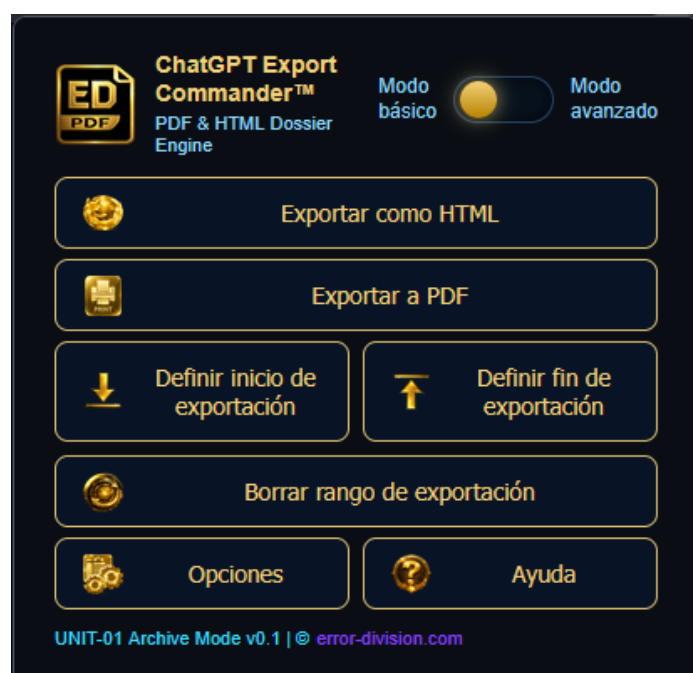 ED
PDF
ChatGPT Export
Commander™
PDF & HTML Dossier
Engine
Modo
básico
Modo
avanzado
Exportar como HTML
PRINT
Exportar a PDF
Definir inicio de
exportación
Definir fin de
exportación
Borrar rango de exportación
Opciones
Ayuda
UNIT-01 Archive Mode v0.1 | © error-division.com